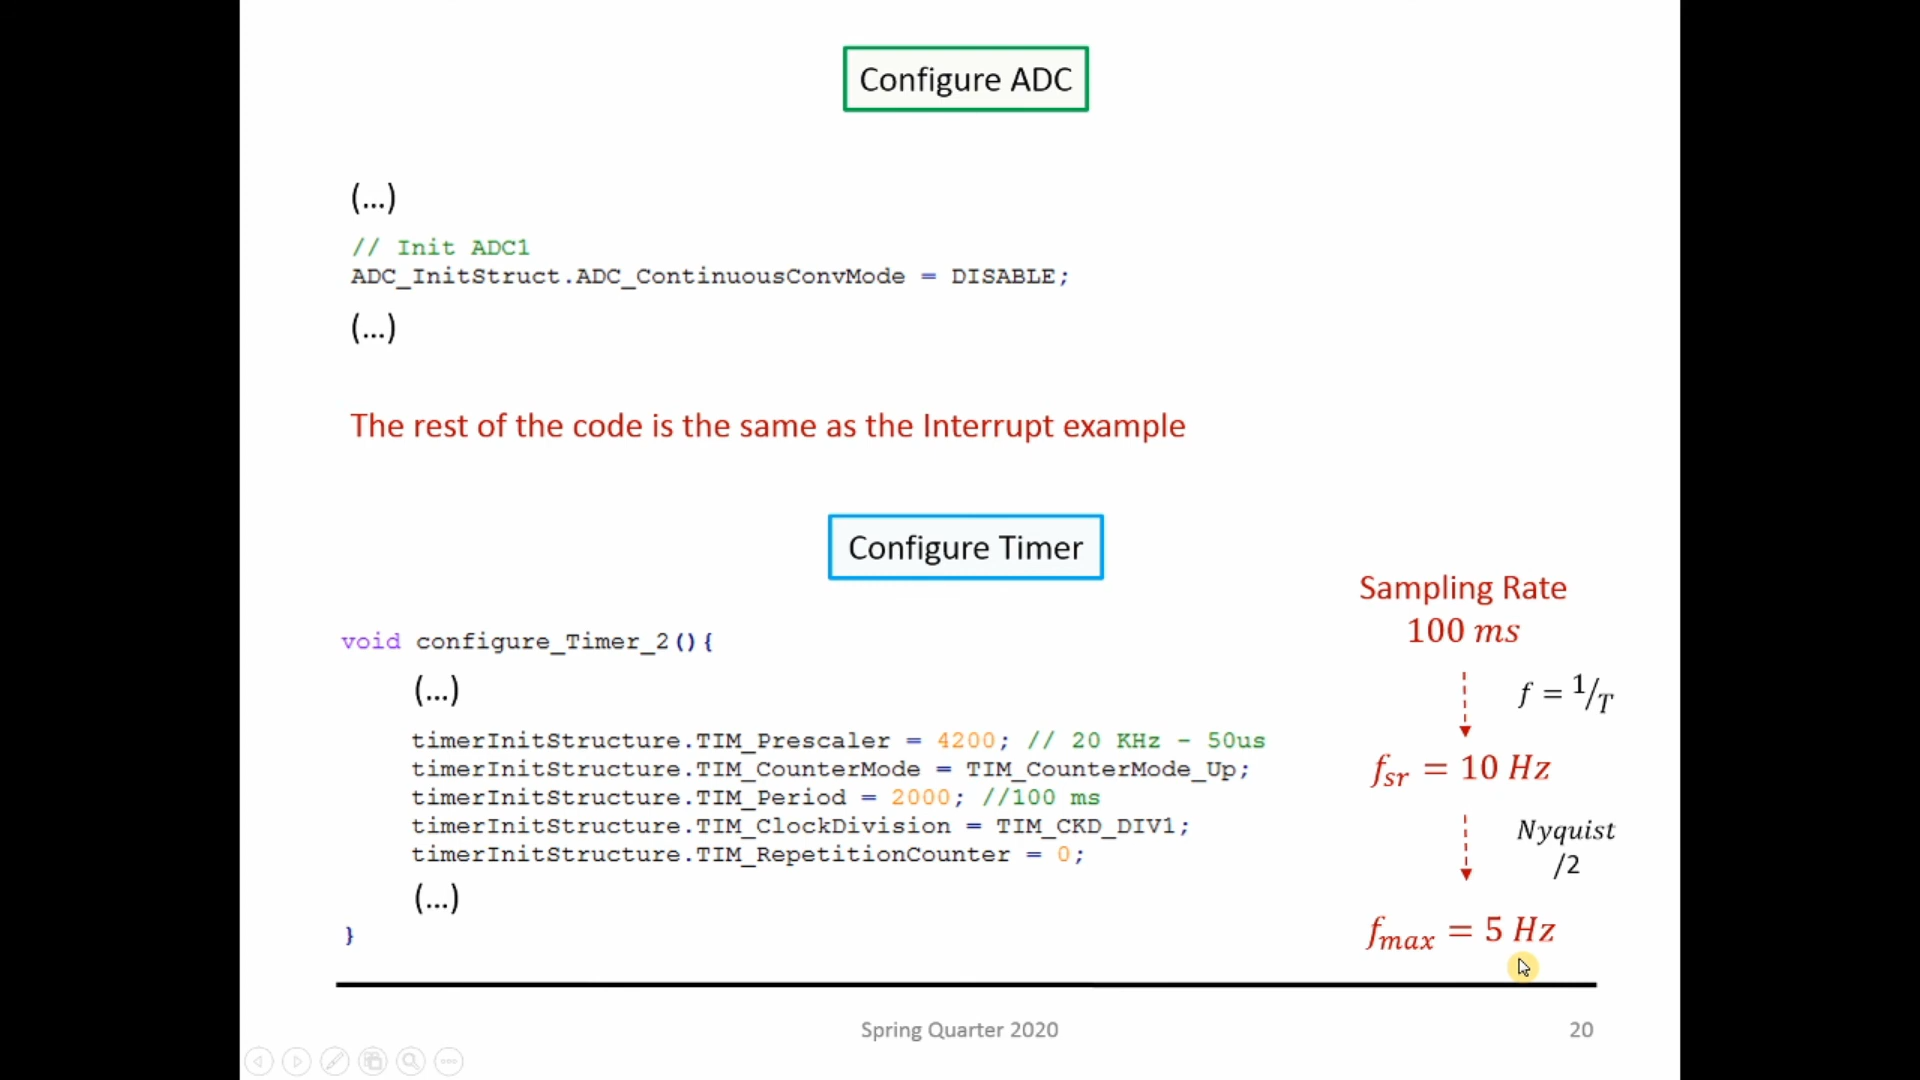 Configure ADC
(...)
// Init ADC1
ADC_InitStruct.ADC_ContinuousConvMode = DISABLE;
(...)
The rest of the code is the same as the Interrupt example
Configure Timer
void configure_Timer_2(){
(...)
timerInitStructure.TIM_Prescaler = 4200; // 20 KHz - 50us
timerInitStructure.TIM_CounterMode = TIM_CounterMode_Up;
timerInitStructure.TIM_Period = 2000; //100 ms
timerInitStructure.TIM_ClockDivision = TIM_CKD_DIV1;
timerInitStructure.TIM_RepetitionCounter = 0;
(...)
}
Sampling Rate
100 ms
f = 1/T
fsr = 10 Hz
Nyquist
/2
fmax = 5 Hz
Spring Quarter 2020
20